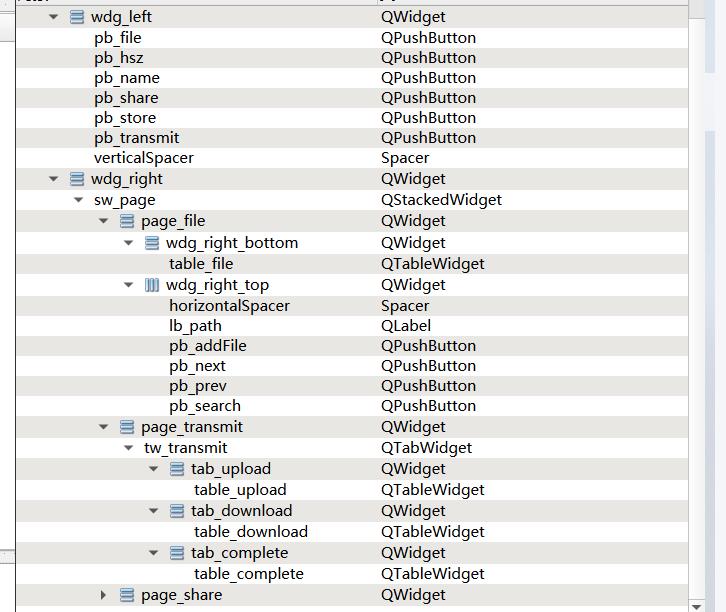 wdg_left QWidget
pb_file QPushButton
pb_hsz QPushButton
pb_name QPushButton
pb_share QPushButton
pb_store QPushButton
pb_transmit QPushButton
verticalSpacer Spacer
wdg_right QWidget
sw_page QStackedWidget
page_file QWidget
wdg_right_bottom QWidget
table_file QTableWidget
wdg_right_top QWidget
horizontalSpacer Spacer
lb_path QLabel
pb_addFile QPushButton
pb_next QPushButton
pb_prev QPushButton
pb_search QPushButton
page_transmit QWidget
tw_transmit QTabWidget
tab_upload QWidget
table_upload QTableWidget
tab_download QWidget
table_download QTableWidget
tab_complete QWidget
table_complete QTableWidget
page_share QWidget